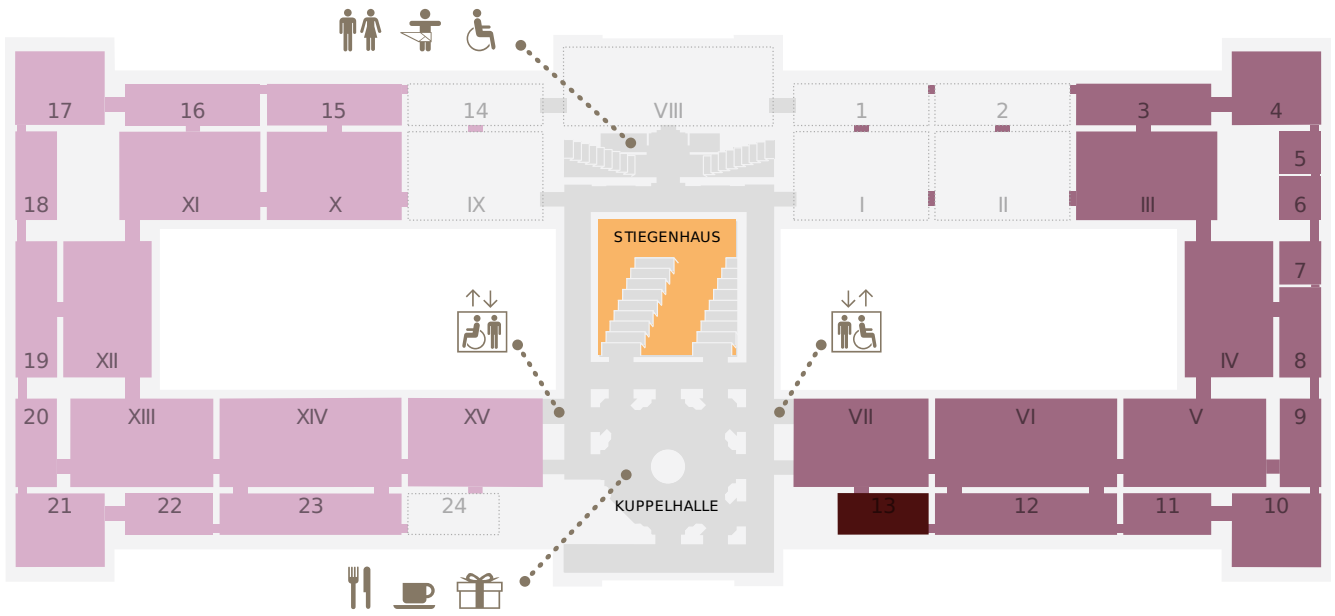 17 16 15 14 VIII 1 2 3 4
5
18 XI X IX I II III 6
STIEGENHAUS
7
19 XII IV 8
20 XIII XIV XV VII VI V 9
21 22 23 24 KUPPELHALLE 13 12 11 10